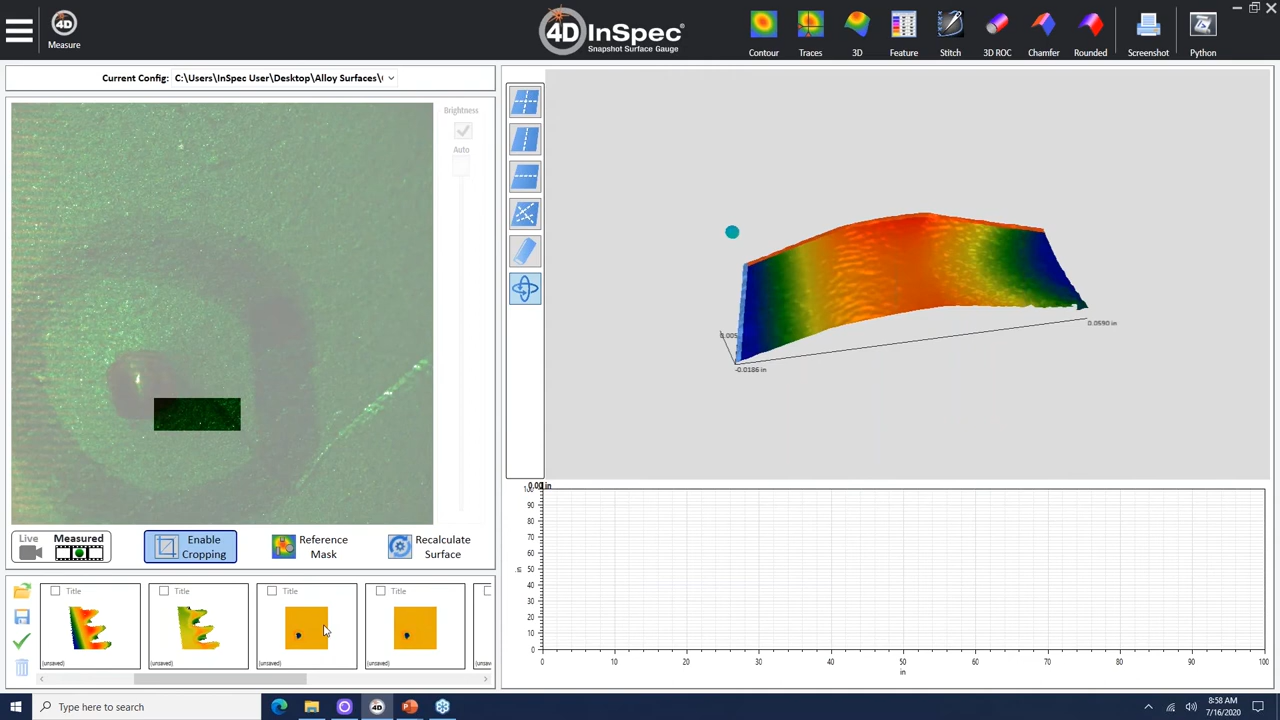 4D
Measure
4D InSpec®
Snapshot Surface Gauge
Contour
Traces
3D
Feature
Stitch
3D ROC
Chamfer
Rounded
Screenshot
Python
Current Config:
C:\Users\InSpec User\Desktop\Alloy Surfaces\
Brightness
Auto
0.0590 in
0.005
-0.0186 in
Live
Measured
Enable
Cropping
Reference
Mask
Recalculate
Surface
Title
(unsaved)
Title
(unsaved)
Title
(unsaved)
Title
(unsaved)
100
90
80
70
60
50
40
30
20
10
0
in
0
10
20
30
40
50
60
70
80
90
100
in
Type here to search
4D
8:58 AM
7/16/2020